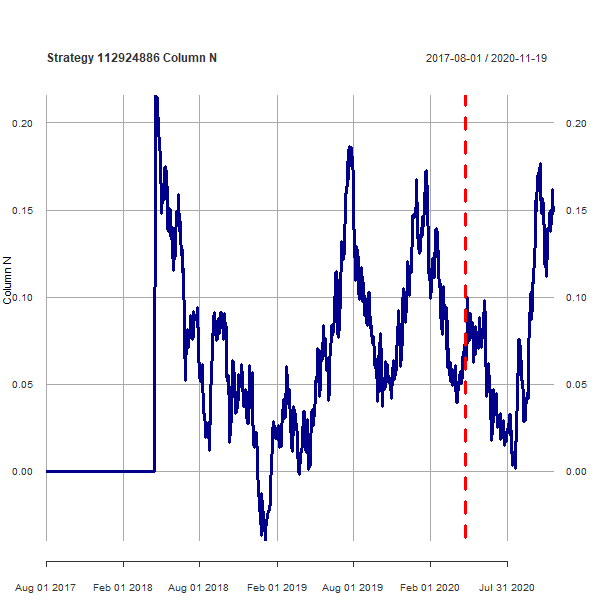 Strategy 112924886 Column N 2017-08-01 / 2020-11-19
0.20 0.20
0.15 0.15
0.10 0.10
0.05 0.05
0.00 0.00
Column N
Aug 01 2017 Feb 01 2018 Aug 01 2018 Feb 01 2019 Aug 01 2019 Feb 01 2020 Jul 31 2020